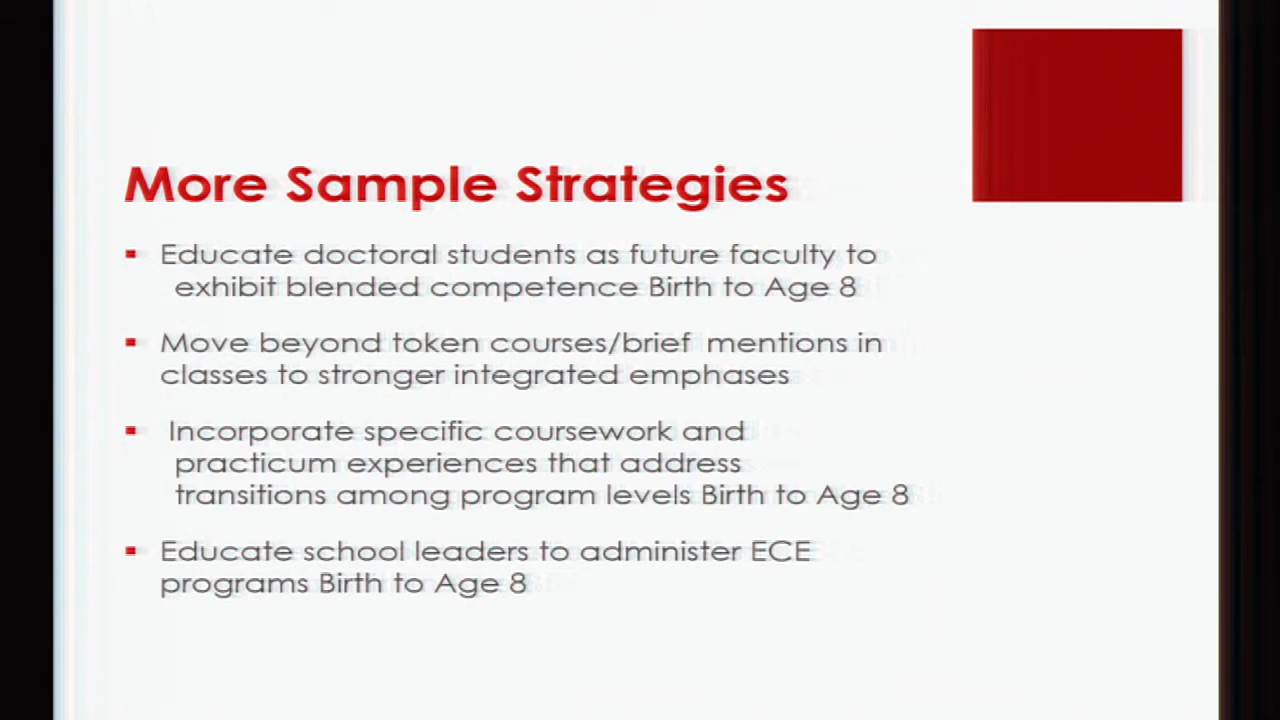 More Sample Strategies
▪ Educate doctoral students as future faculty to
exhibit blended competence Birth to Age 8
▪ Move beyond token courses/brief mentions in
classes to stronger integrated emphases
▪ Incorporate specific coursework and
practicum experiences that address
transitions among program levels Birth to Age 8
▪ Educate school leaders to administer ECE
programs Birth to Age 8